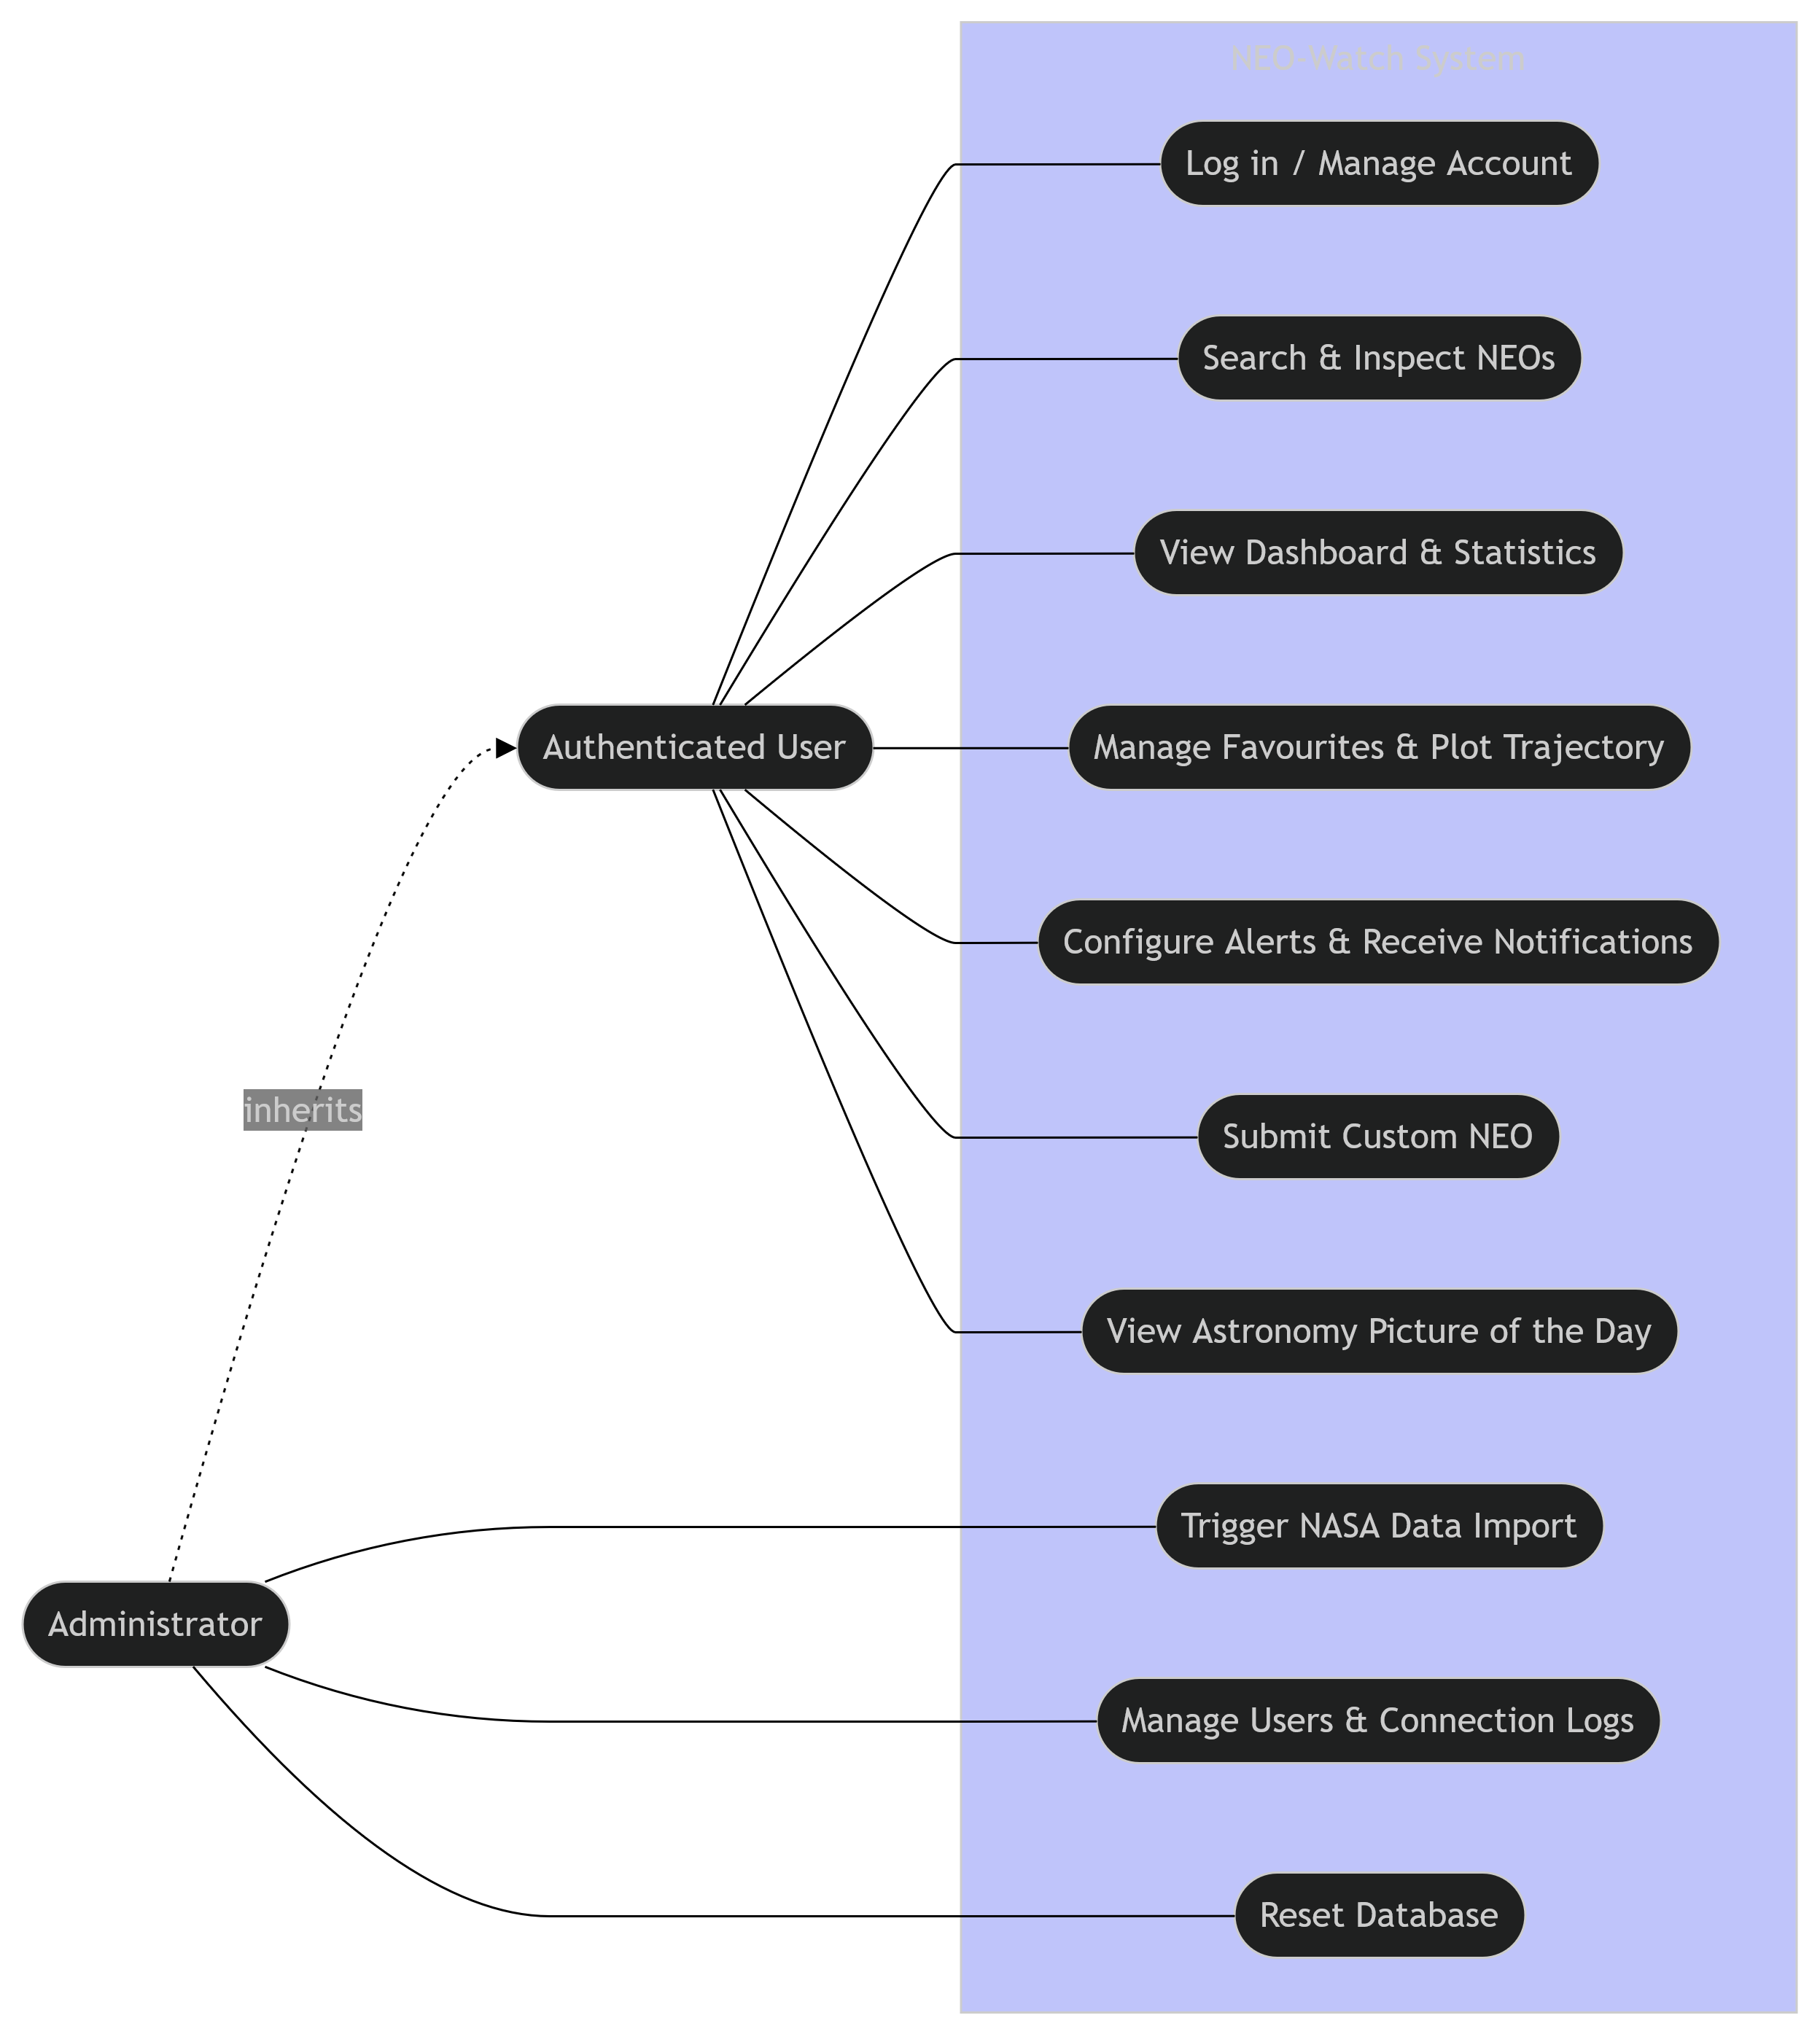 NEO-Watch System
Log in / Manage Account
Search & Inspect NEOs
View Dashboard & Statistics
Authenticated User
Manage Favourites & Plot Trajectory
Configure Alerts & Receive Notifications
inherits
Submit Custom NEO
View Astronomy Picture of the Day
Trigger NASA Data Import
Administrator
Manage Users & Connection Logs
Reset Database